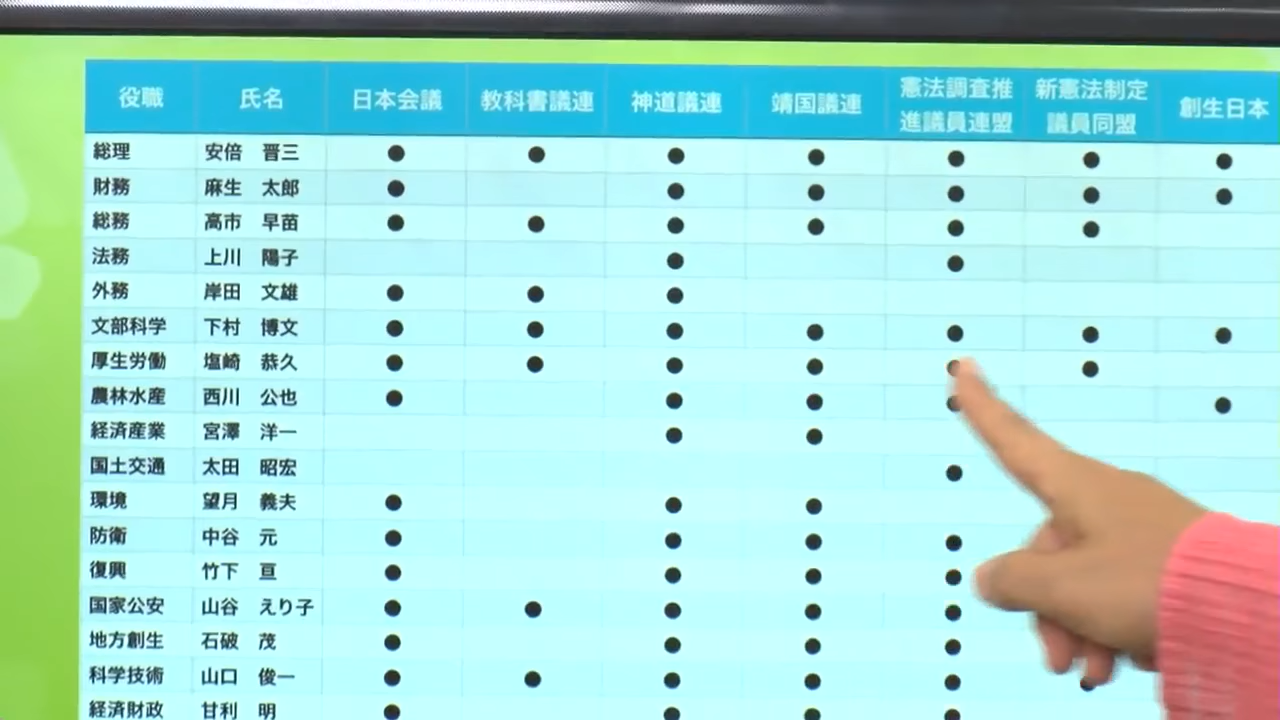 役職 氏名 日本会議 教科書議連 神道議連 靖国議連 憲法調査推進議員連盟 新憲法制定議員同盟 創生日本
総理 安倍 晋三 ● ● ● ● ● ● ●
財務 麻生 太郎 ● ● ● ● ● ●
総務 高市 早苗 ● ● ● ● ● ●
法務 上川 陽子 ● ●
外務 岸田 文雄 ● ● ●
文部科学 下村 博文 ● ● ● ● ● ● ●
厚生労働 塩崎 恭久 ● ● ● ● ● ●
農林水産 西川 公也 ● ● ● ● ●
経済産業 宮澤 洋一 ● ●
国土交通 太田 昭宏 ●
環境 望月 義夫 ● ● ●
防衛 中谷 元 ● ● ● ●
復興 竹下 亘 ● ● ● ●
国家公安 山谷 えり子 ● ● ● ● ●
地方創生 石破 茂 ● ● ● ●
科学技術 山口 俊一 ● ● ● ● ● ●
経済財政 甘利 明 ● ● ● ●